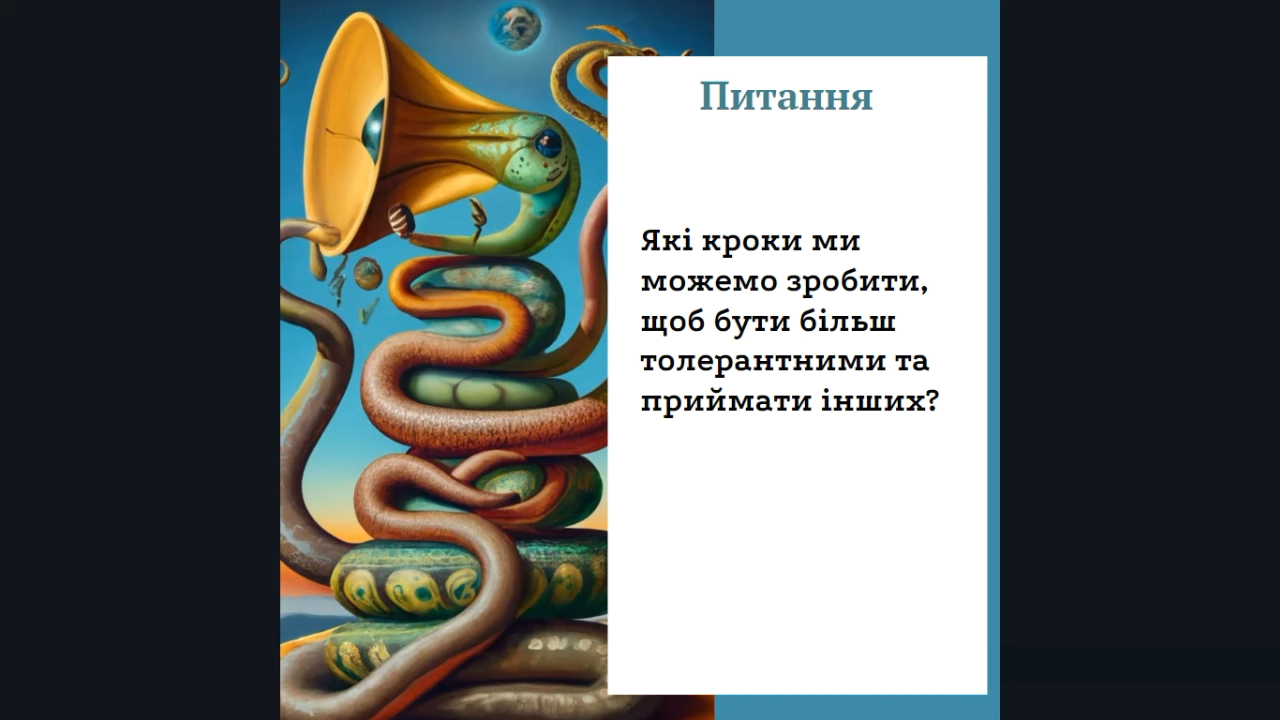 Питання
Які кроки ми
можемо зробити,
щоб бути більш
толерантними та
приймати інших?